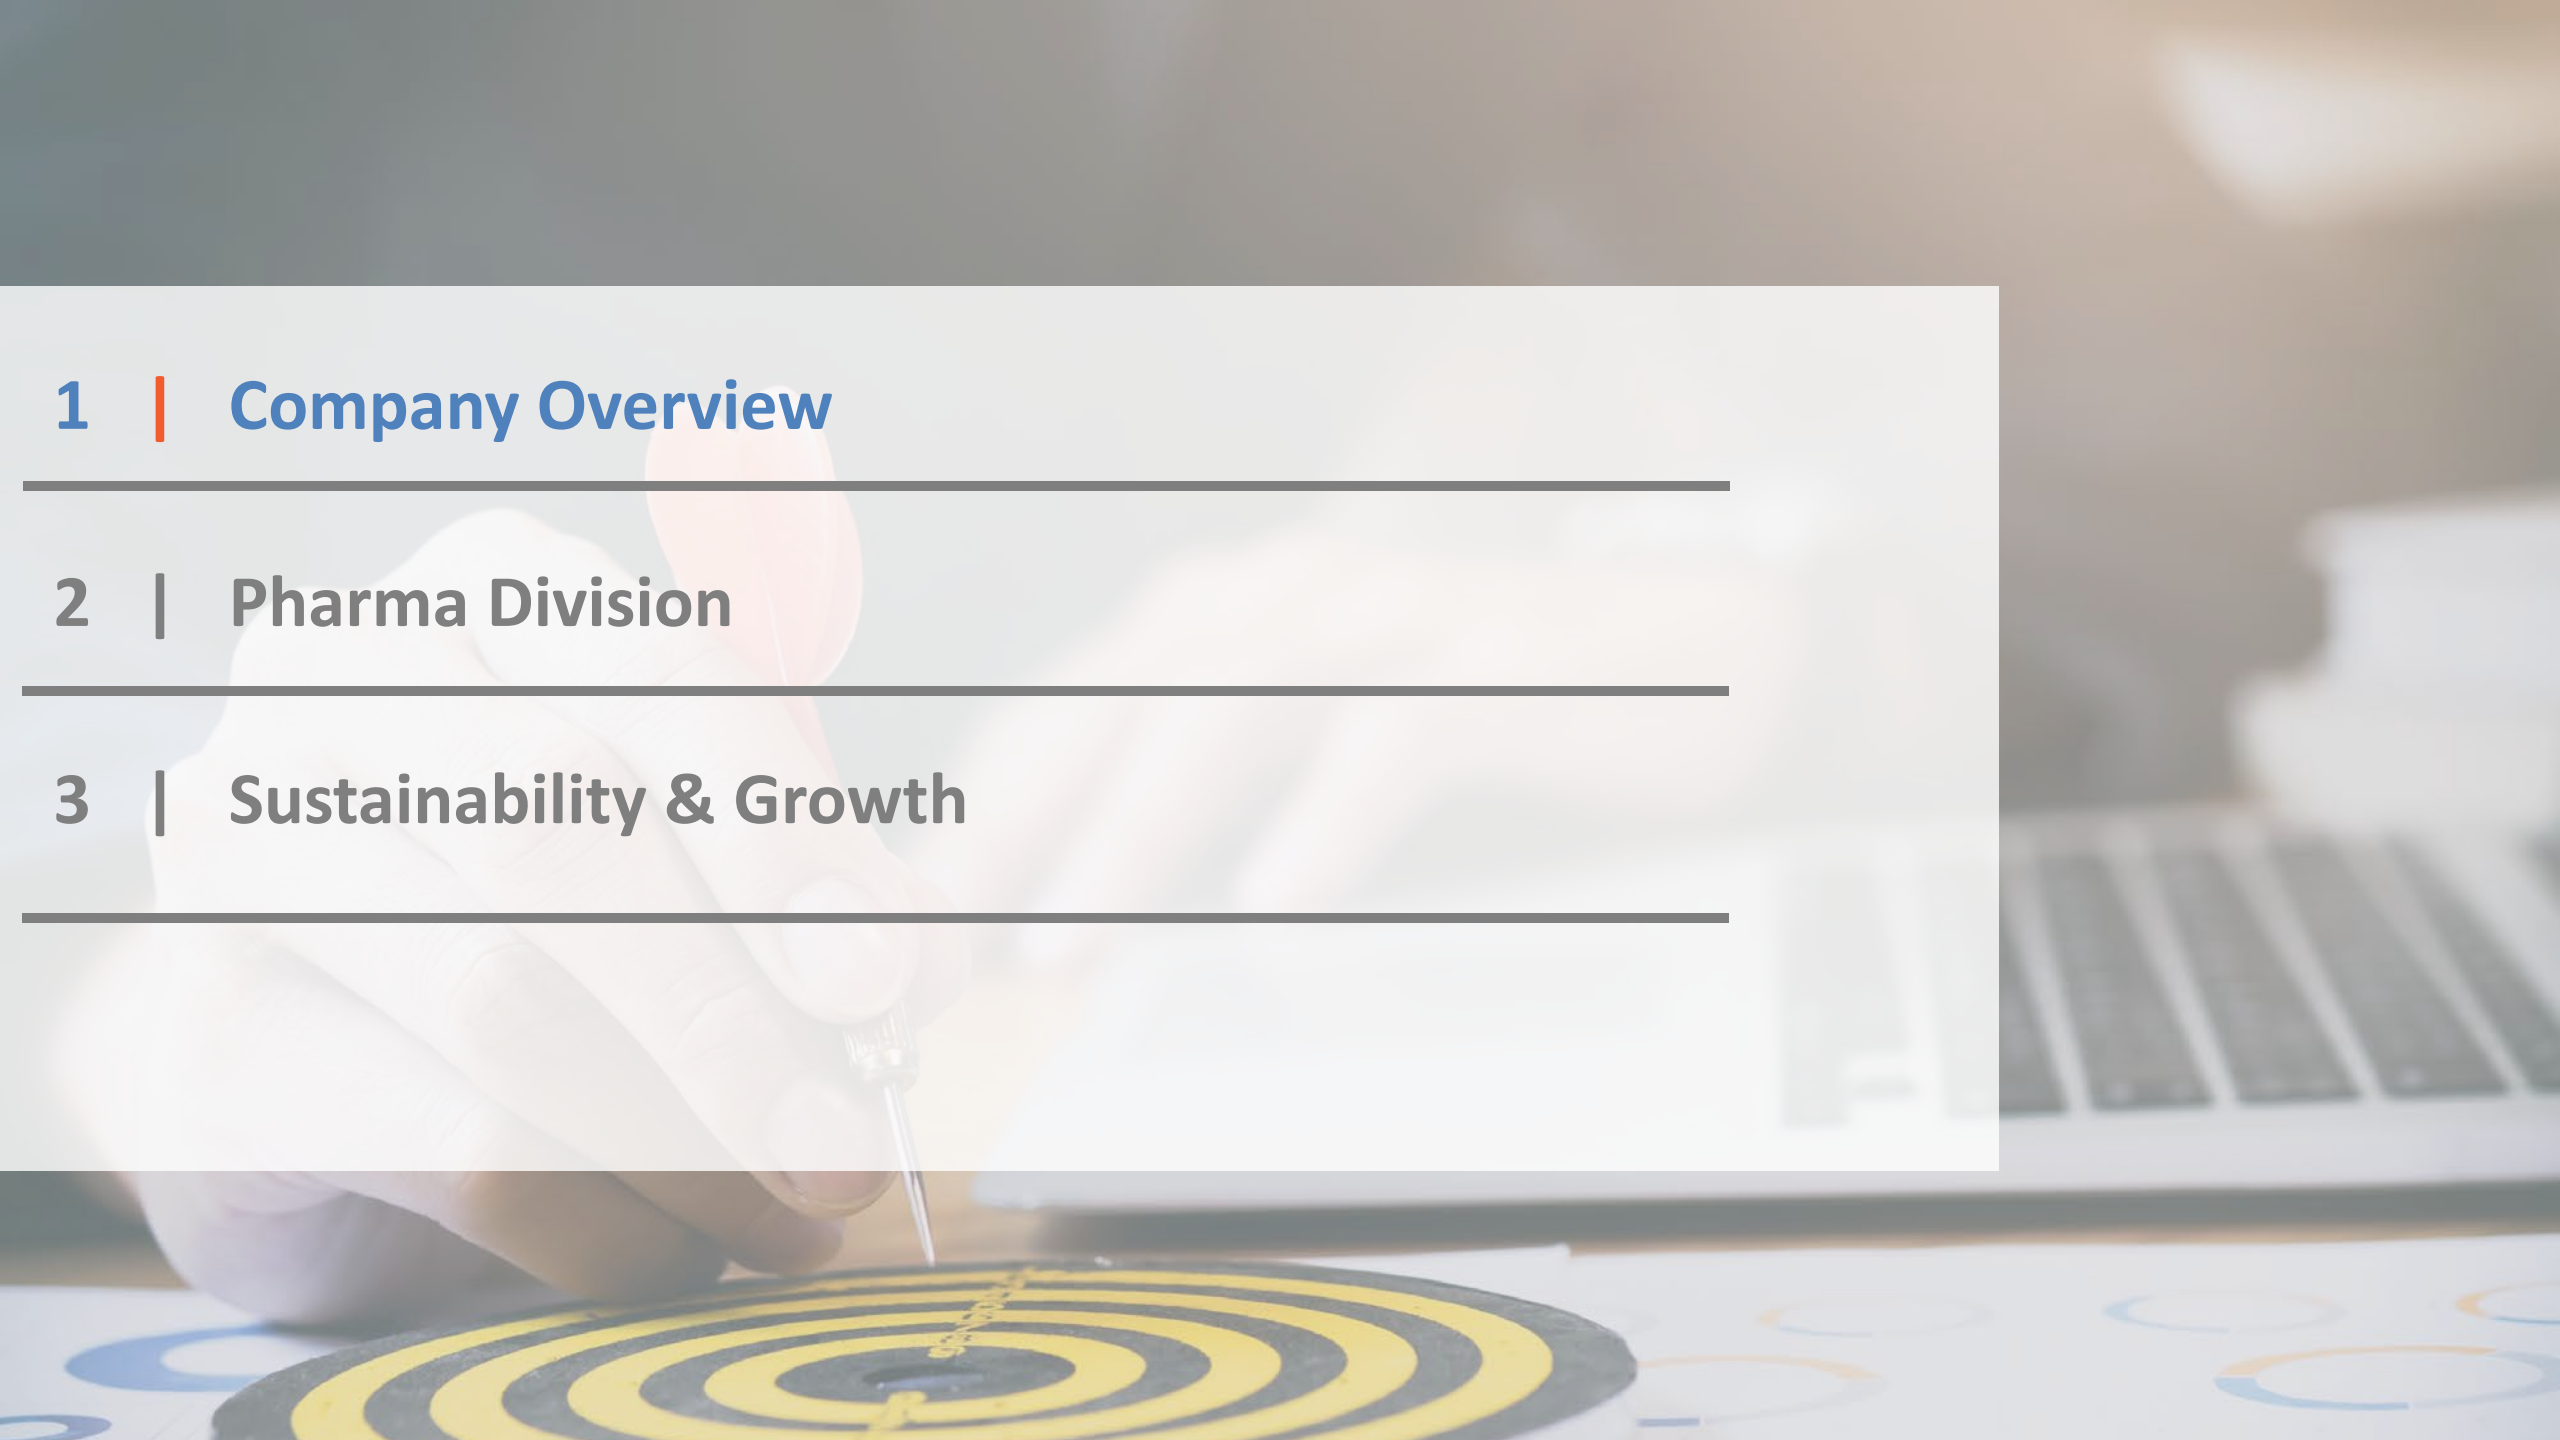 1 | Company Overview
2 | Pharma Division
3 | Sustainability & Growth